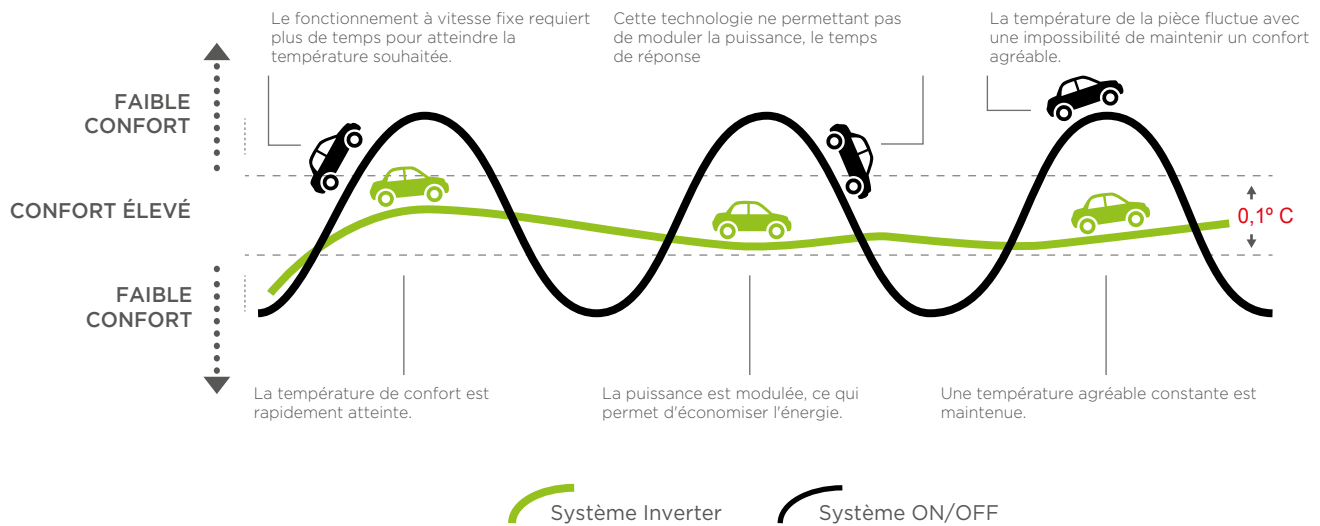 Le fonctionnement à vitesse fixe requiert
plus de temps pour atteindre la
température souhaitée.
Cette technologie ne permettant pas
de moduler la puissance, le temps
de réponse
La température de la pièce fluctue avec
une impossibilité de maintenir un confort
agréable.
FAIBLE
CONFORT
CONFORT ÉLEVÉ
0,1º C
FAIBLE
CONFORT
La température de confort est
rapidement atteinte.
La puissance est modulée, ce qui
permet d'économiser l'énergie.
Une température agréable constante est
maintenue.
Système Inverter
Système ON/OFF